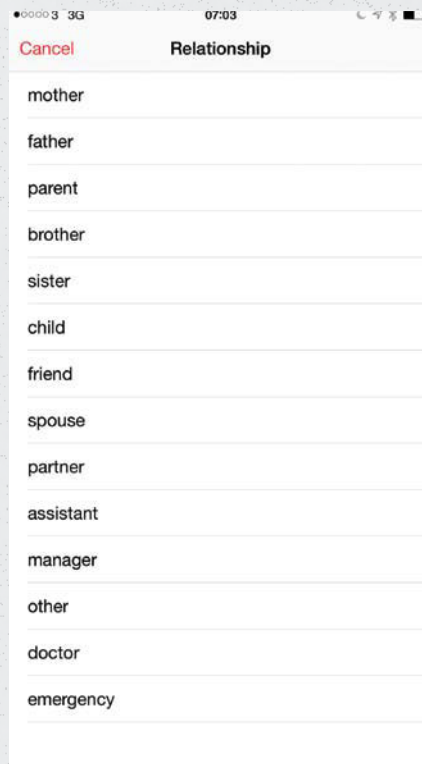 3 3G 07:03
Cancel Relationship
mother
father
parent
brother
sister
child
friend
spouse
partner
assistant
manager
other
doctor
emergency